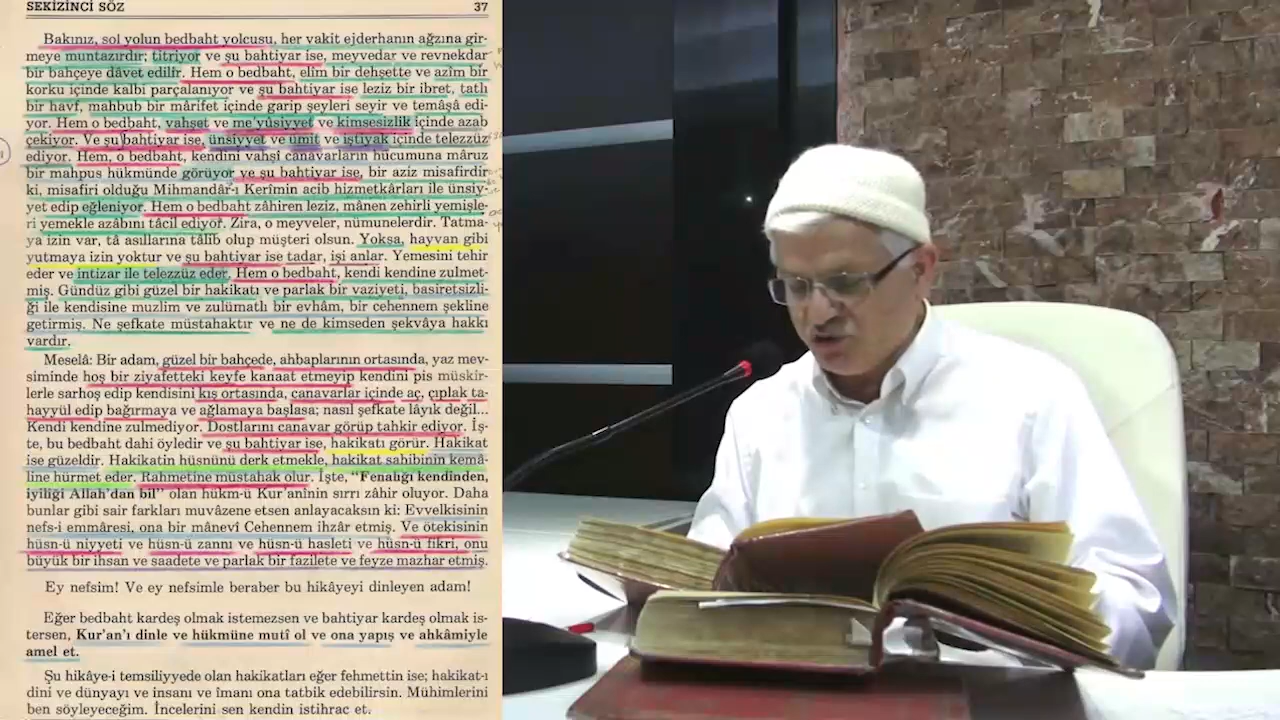 SEKİZİNCİ SÖZ 37
Bakınız, sol yolun bedbaht yolcusu, her vakit ejderhanın ağzına gir-
meye muntazırdır; titriyor ve şu bahtiyar ise, meyvedar ve revnekdar
bir bahçeye dâvet edilir. Hem o bedbaht, elîm bir dehşette ve azîm bir
korku içinde kalbi parçalanıyor ve şu bahtiyar ise leziz bir ibret, tatlı
bir havf, mahbub bir mârifet içinde garip şeyleri seyir ve temâşâ edi-
yor. Hem o bedbaht, vahşet ve me'yûsiyyet ve kimsesizlik içinde azab
çekiyor. Ve şu bahtiyar ise, ünsiyyet ve ümit ve iştiyak içinde telezzüz
ediyor. Hem, o bedbaht, kendini vahşî canavarların hücumuna mâruz
bir mahpus hükmünde görüyor ve şu bahtiyar ise, bir aziz misafirdir
ki, misafiri olduğu Mihmandâr-ı Kerîmin acib hizmetkârları ile ünsiy-
yet edip eğleniyor. Hem o bedbaht zâhiren leziz, mânen zehirli yemişle-
ri yemekle azâbını tâcil ediyor. Zira, o meyveler, nümunelerdir. Tatma-
ya izin var, tâ asıllarına tâlib olup müşteri olsun. Yoksa, hayvan gibi
yutmaya izin yoktur ve şu bahtiyar ise tadar, işi anlar. Yemesini tehir
eder ve intizar ile telezzüz eder. Hem o bedbaht, kendi kendine zulmet-
miş. Gündüz gibi güzel bir hakikatı ve parlak bir vaziyeti, basiretsizli-
ği ile kendisine muzlim ve zulümatlı bir evhâm, bir cehennem şekline
getirmiş. Ne şefkate müstahaktır ve ne de kimseden şekvâya hakkı
vardır.
Meselâ: Bir adam, güzel bir bahçede, ahbaplarının ortasında, yaz mev-
siminde hoş bir ziyafetteki keyfe kanaat etmeyip kendini pis müskir-
lerle sarhoş edip kendisini kış ortasında, canavarlar içinde aç, çıplak ta-
hayyül edip bağırmaya ve ağlamaya başlasa; nasıl şefkate lâyık değil...
Kendi kendine zulmediyor. Dostlarını canavar görüp tahkir ediyor. İş-
te, bu bedbaht dahi öyledir ve şu bahtiyar ise, hakikatı görür. Hakikat
ise güzeldir. Hakikatin hüsnünü derk etmekle, hakikat sahibinin kemâ-
line hürmet eder. Rahmetine müstahak olur. İşte, "Fenalığı kendinden,
iyiliği Allah'dan bil" olan hükm-ü Kur'anînin sırrı zâhir oluyor. Daha
bunlar gibi sair farkları muvâzene etsen anlayacaksın ki: Evvelkisinin
nefs-i emmâresi, ona bir mânevî Cehennem ihzâr etmiş. Ve ötekisinin
hüsn-ü niyyeti ve hüsn-ü zannı ve hüsn-ü hasleti ve hüsn-ü fikri, onu
büyük bir ihsan ve saadete ve parlak bir fazilete ve feyze mazhar etmiş.
Ey nefsim! Ve ey nefsimle beraber bu hikâyeyi dinleyen adam!
Eğer bedbaht kardeş olmak istemezsen ve bahtiyar kardeş olmak is-
tersen, Kur'an'ı dinle ve hükmüne mutî ol ve ona yapış ve ahkâmiyle
amel et.
Şu hikâye-i temsiliyyede olan hakikatları eğer fehmettin ise; hakikat-ı
dini ve dünyayı ve insanı ve îmanı ona tatbik edebilirsin. Mühimlerini
ben söyleyeceğim. İncelerini sen kendin istihrac et.